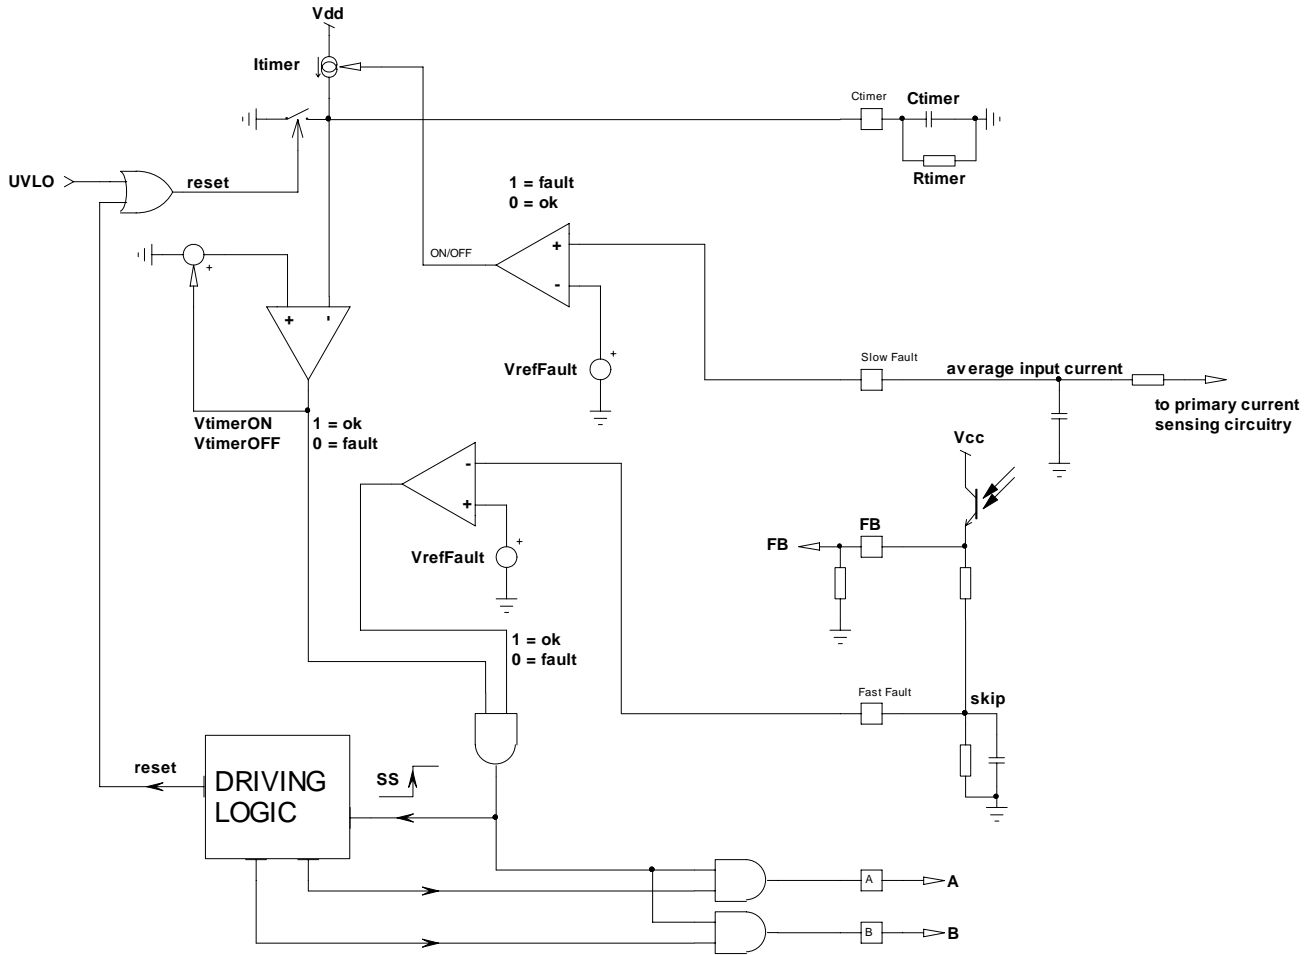 Vdd
Itimer
Ctimer
Ctimer
Rtimer
UVLO
reset
1 = fault
0 = ok
ON/OFF
+
-
+
+
-
VrefFault
+
Slow Fault
average input current
to primary current
sensing circuitry
VtimerON
VtimerOFF
1 = ok
0 = fault
Vcc
-
+
VrefFault
+
FB
FB
1 = ok
0 = fault
Fast Fault
skip
reset
DRIVING
LOGIC
SS
A
A
B
B